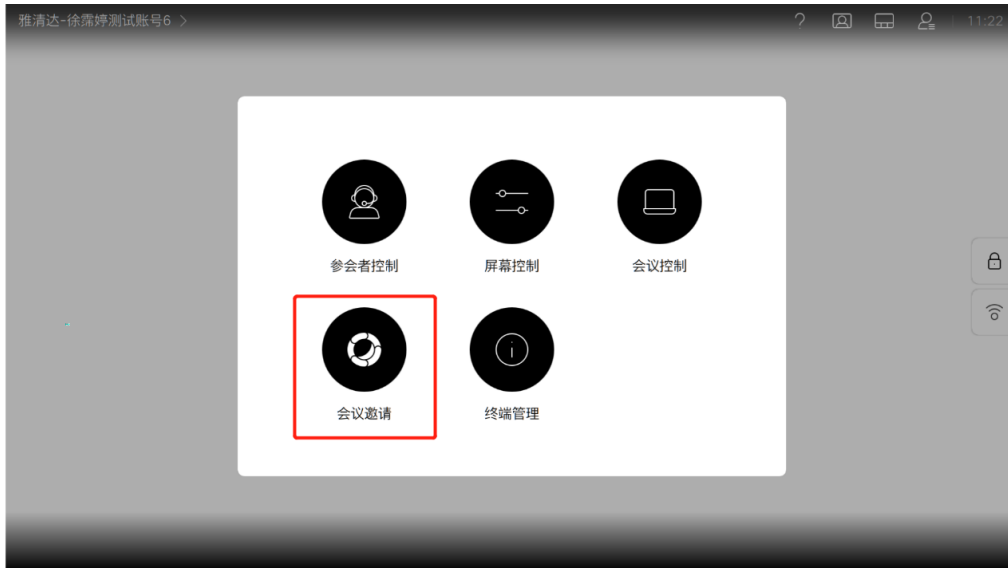 雅清达-徐霈婷测试账号6 >
? 11:22
参会者控制
屏幕控制
会议控制
会议邀请
终端管理